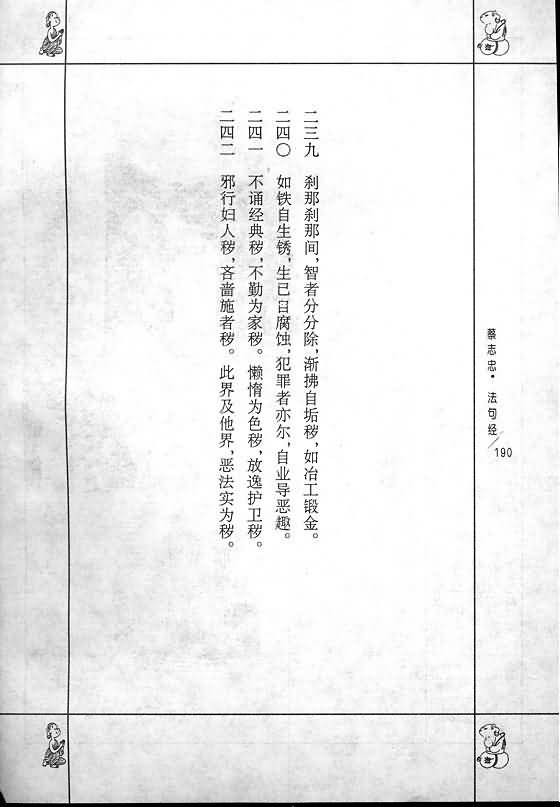 二三九 刹那刹那间，智者分分除，渐拂自垢秽，如冶工锻金。
二四〇 如铁自生锈，生已自腐蚀，犯罪者亦尔，自业导恶趣。
二四一 不诵经典秽，不勤为家秽。懒惰为色秽，放逸护卫秽。
二四二 邪行妇人秽，吝啬施者秽。此界及他界，恶法实为秽。
蔡志忠·法句经/190